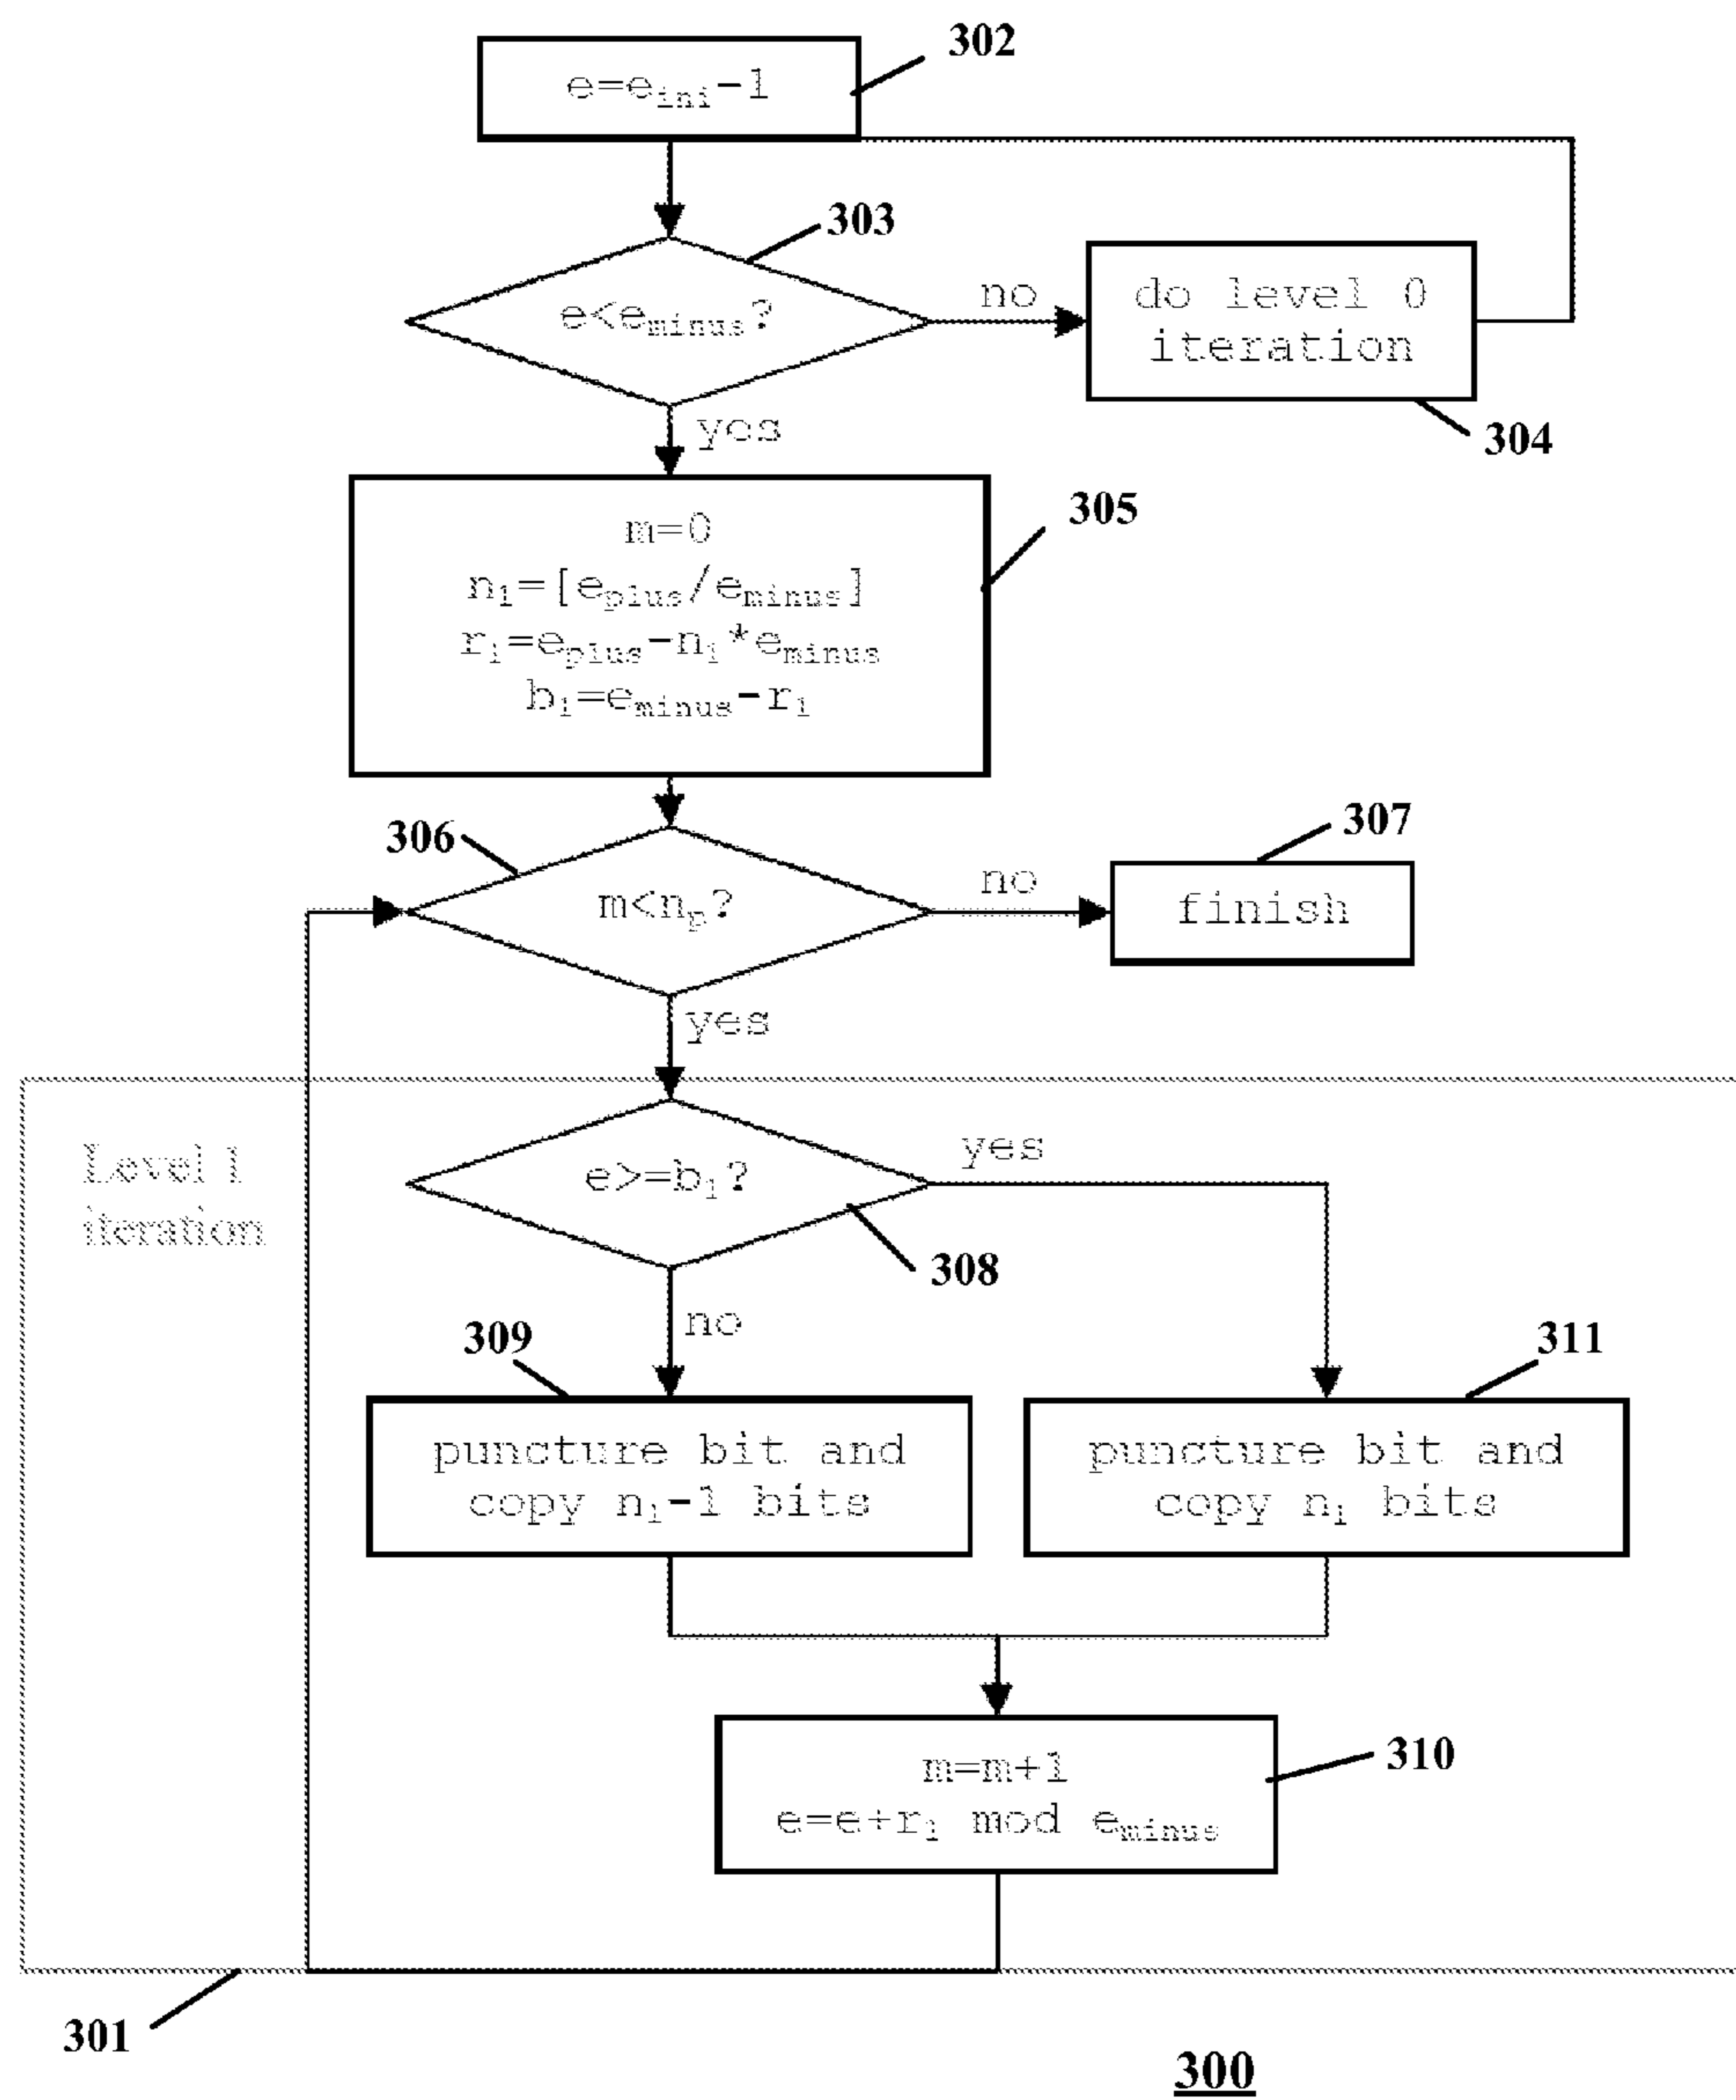 302
e=e_ini-1
303
e<e_minus?
no
do level 0
iteration
304
yes
305
m=0
n_1=[e_plus/e_minus]
r_1=e_plus-n_1*e_minus
b_1=e_minus-r_1
306
m<n_p?
no
307
finish
yes
Level 1
iteration
e>=b_1?
yes
308
no
309
311
puncture bit and
copy n_1-1 bits
puncture bit and
copy n_1 bits
310
m=m+1
e=e+r_1 mod e_minus
301
300